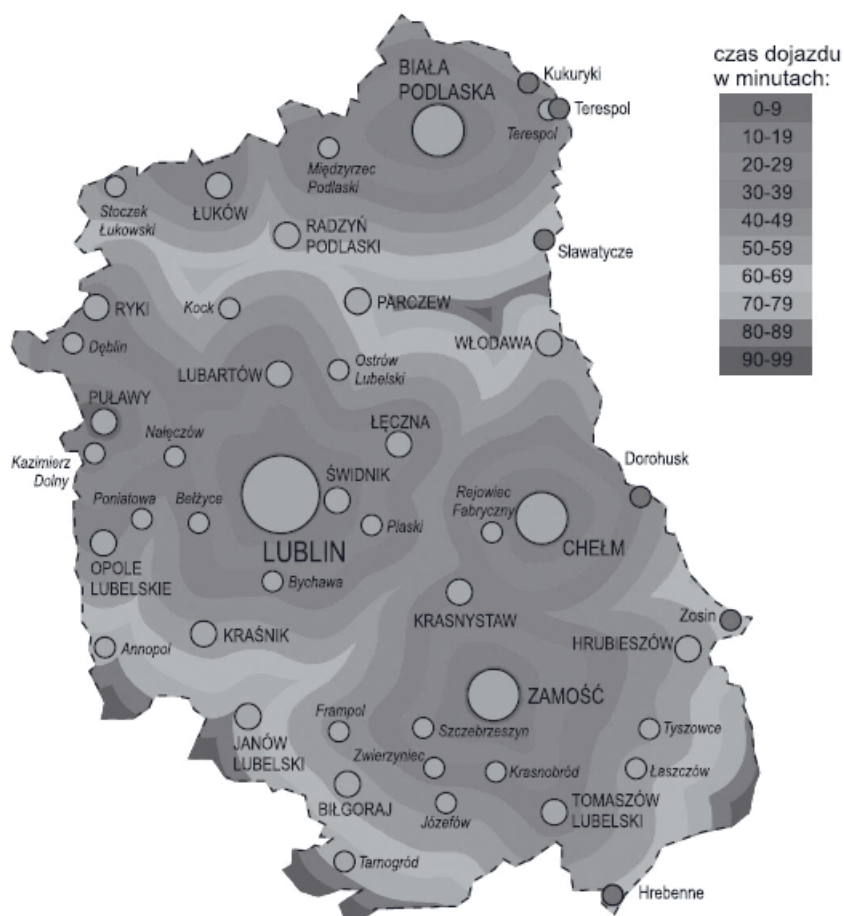 czas dojazdu
w minutach:
0-9
10-19
20-29
30-39
40-49
50-59
60-69
70-79
80-89
90-99
BIAŁA
PODLASKA
Kukuryki
Terespol
Terespol
Międzyrzec
Podlaski
Stoczek
Łukowski
ŁUKÓW
RADZYŃ
PODLASKI
Sławatycze
RYKI
Kock
PARCZEW
Dęblin
WŁODAWA
LUBARTÓW
Ostrów
Lubelski
PUŁAWY
Nałęczów
ŁĘCZNA
Kazimierz
Dolny
Dorohusk
Poniatowa
Bełżyce
ŚWIDNIK
Rejowiec
Fabryczny
Piaski
LUBLIN
CHEŁM
OPOLE
LUBELSKIE
Bychawa
KRASNYSTAW
Zosin
KRAŚNIK
HRUBIESZÓW
Annopol
ZAMOŚĆ
Frampol
Szczebrzeszyn
Tyszowce
JANÓW
LUBELSKI
Zwierzyniec
Krasnobród
Łaszczów
BIŁGORAJ
Józefów
TOMASZÓW
LUBELSKI
Tarnogród
Hrebenne